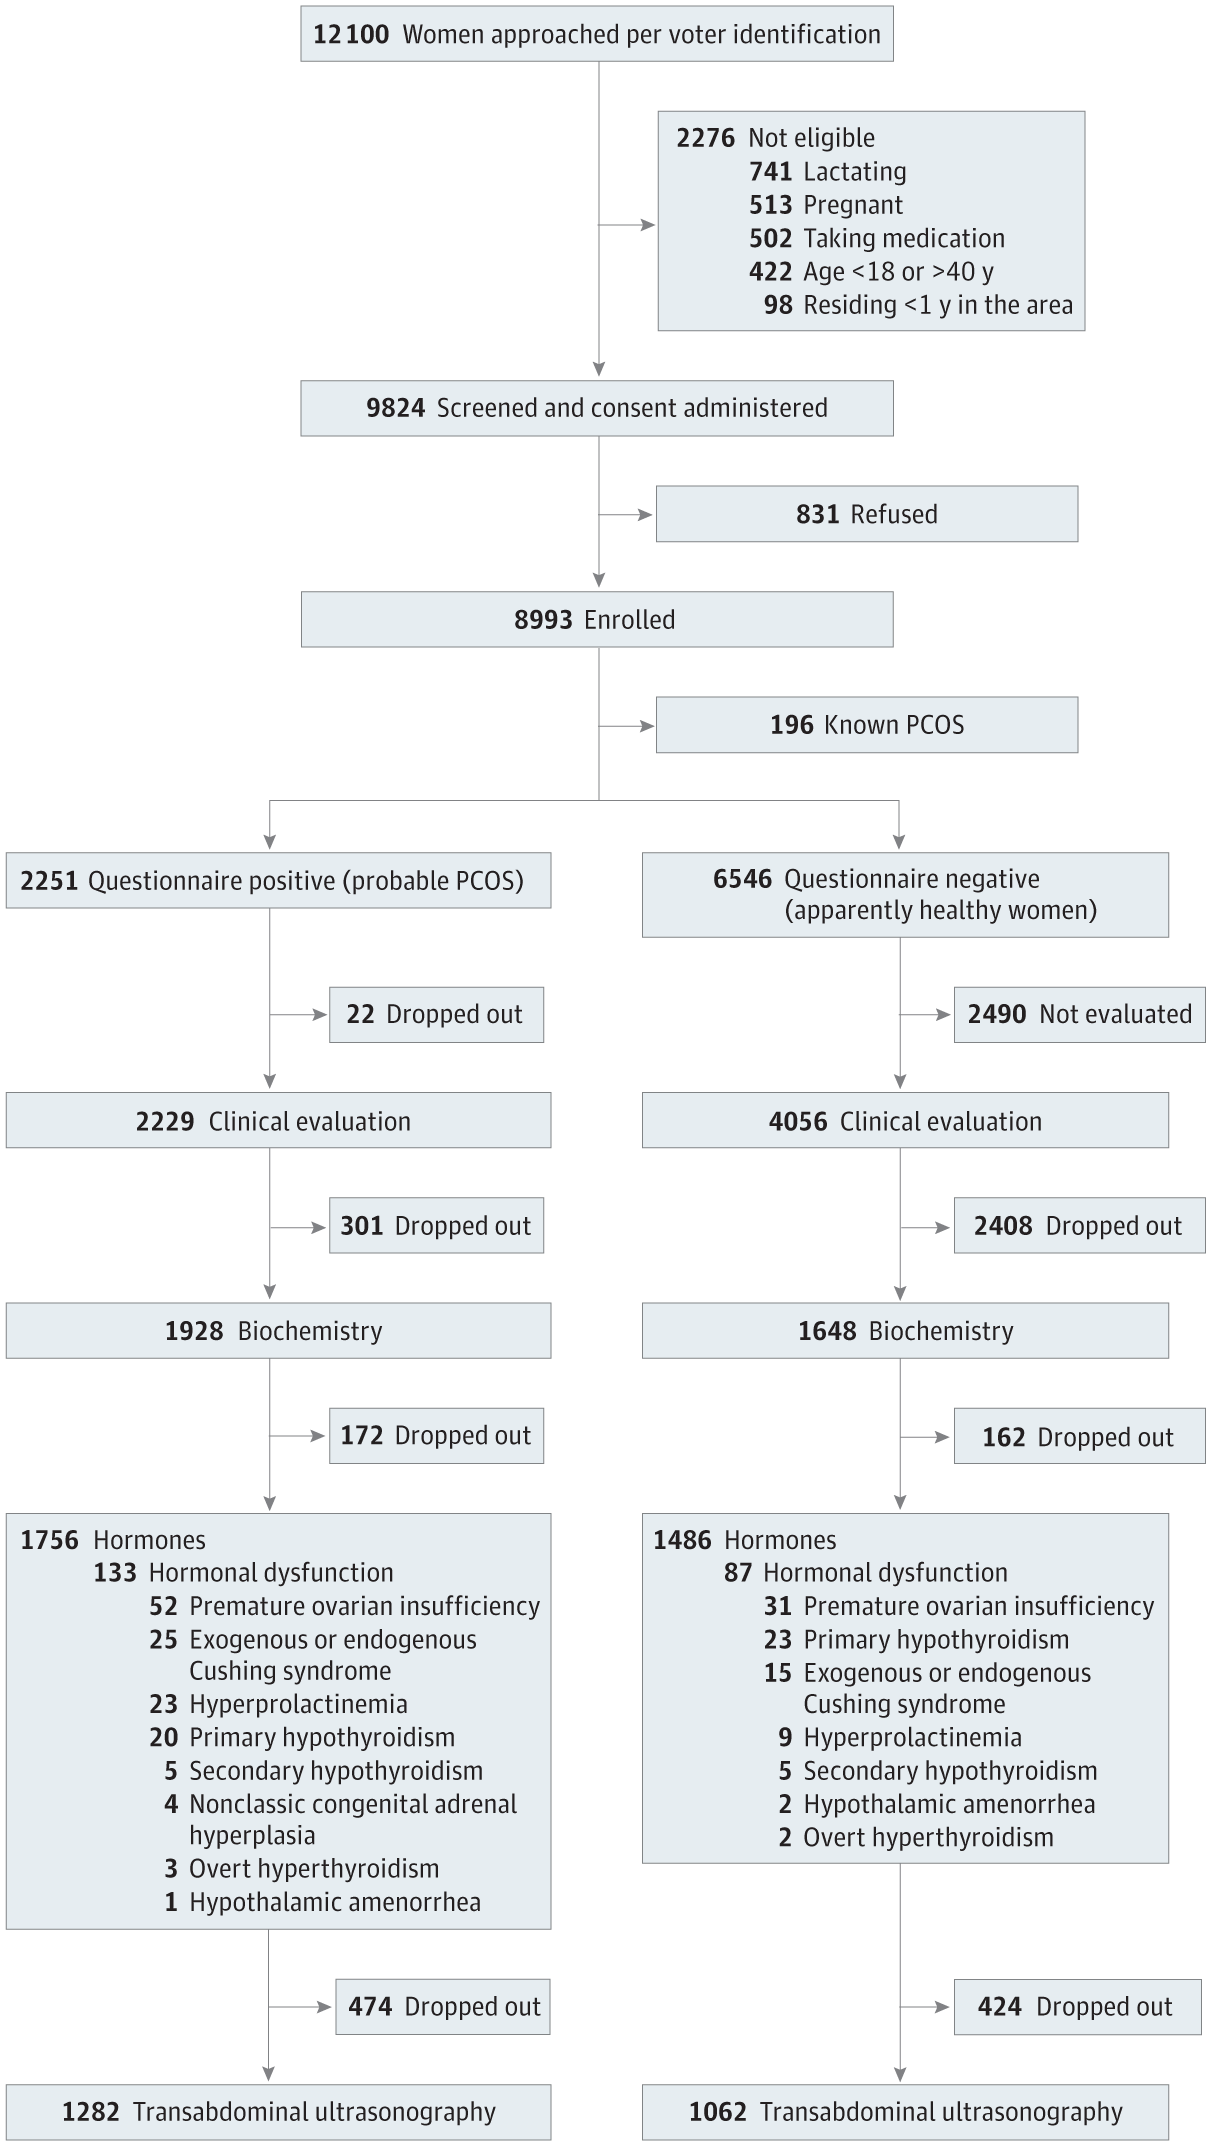 12 100 Women approached per voter identification
2276 Not eligible
741 Lactating
513 Pregnant
502 Taking medication
422 Age <18 or >40 y
98 Residing <1 y in the area
9824 Screened and consent administered
831 Refused
8993 Enrolled
196 Known PCOS
2251 Questionnaire positive (probable PCOS)
6546 Questionnaire negative
(apparently healthy women)
22 Dropped out
2490 Not evaluated
2229 Clinical evaluation
4056 Clinical evaluation
301 Dropped out
2408 Dropped out
1928 Biochemistry
1648 Biochemistry
172 Dropped out
162 Dropped out
1756 Hormones
133 Hormonal dysfunction
52 Premature ovarian insufficiency
25 Exogenous or endogenous
Cushing syndrome
23 Hyperprolactinemia
20 Primary hypothyroidism
5 Secondary hypothyroidism
4 Nonclassic congenital adrenal
hyperplasia
3 Overt hyperthyroidism
1 Hypothalamic amenorrhea
1486 Hormones
87 Hormonal dysfunction
31 Premature ovarian insufficiency
23 Primary hypothyroidism
15 Exogenous or endogenous
Cushing syndrome
9 Hyperprolactinemia
5 Secondary hypothyroidism
2 Hypothalamic amenorrhea
2 Overt hyperthyroidism
474 Dropped out
424 Dropped out
1282 Transabdominal ultrasonography
1062 Transabdominal ultrasonography